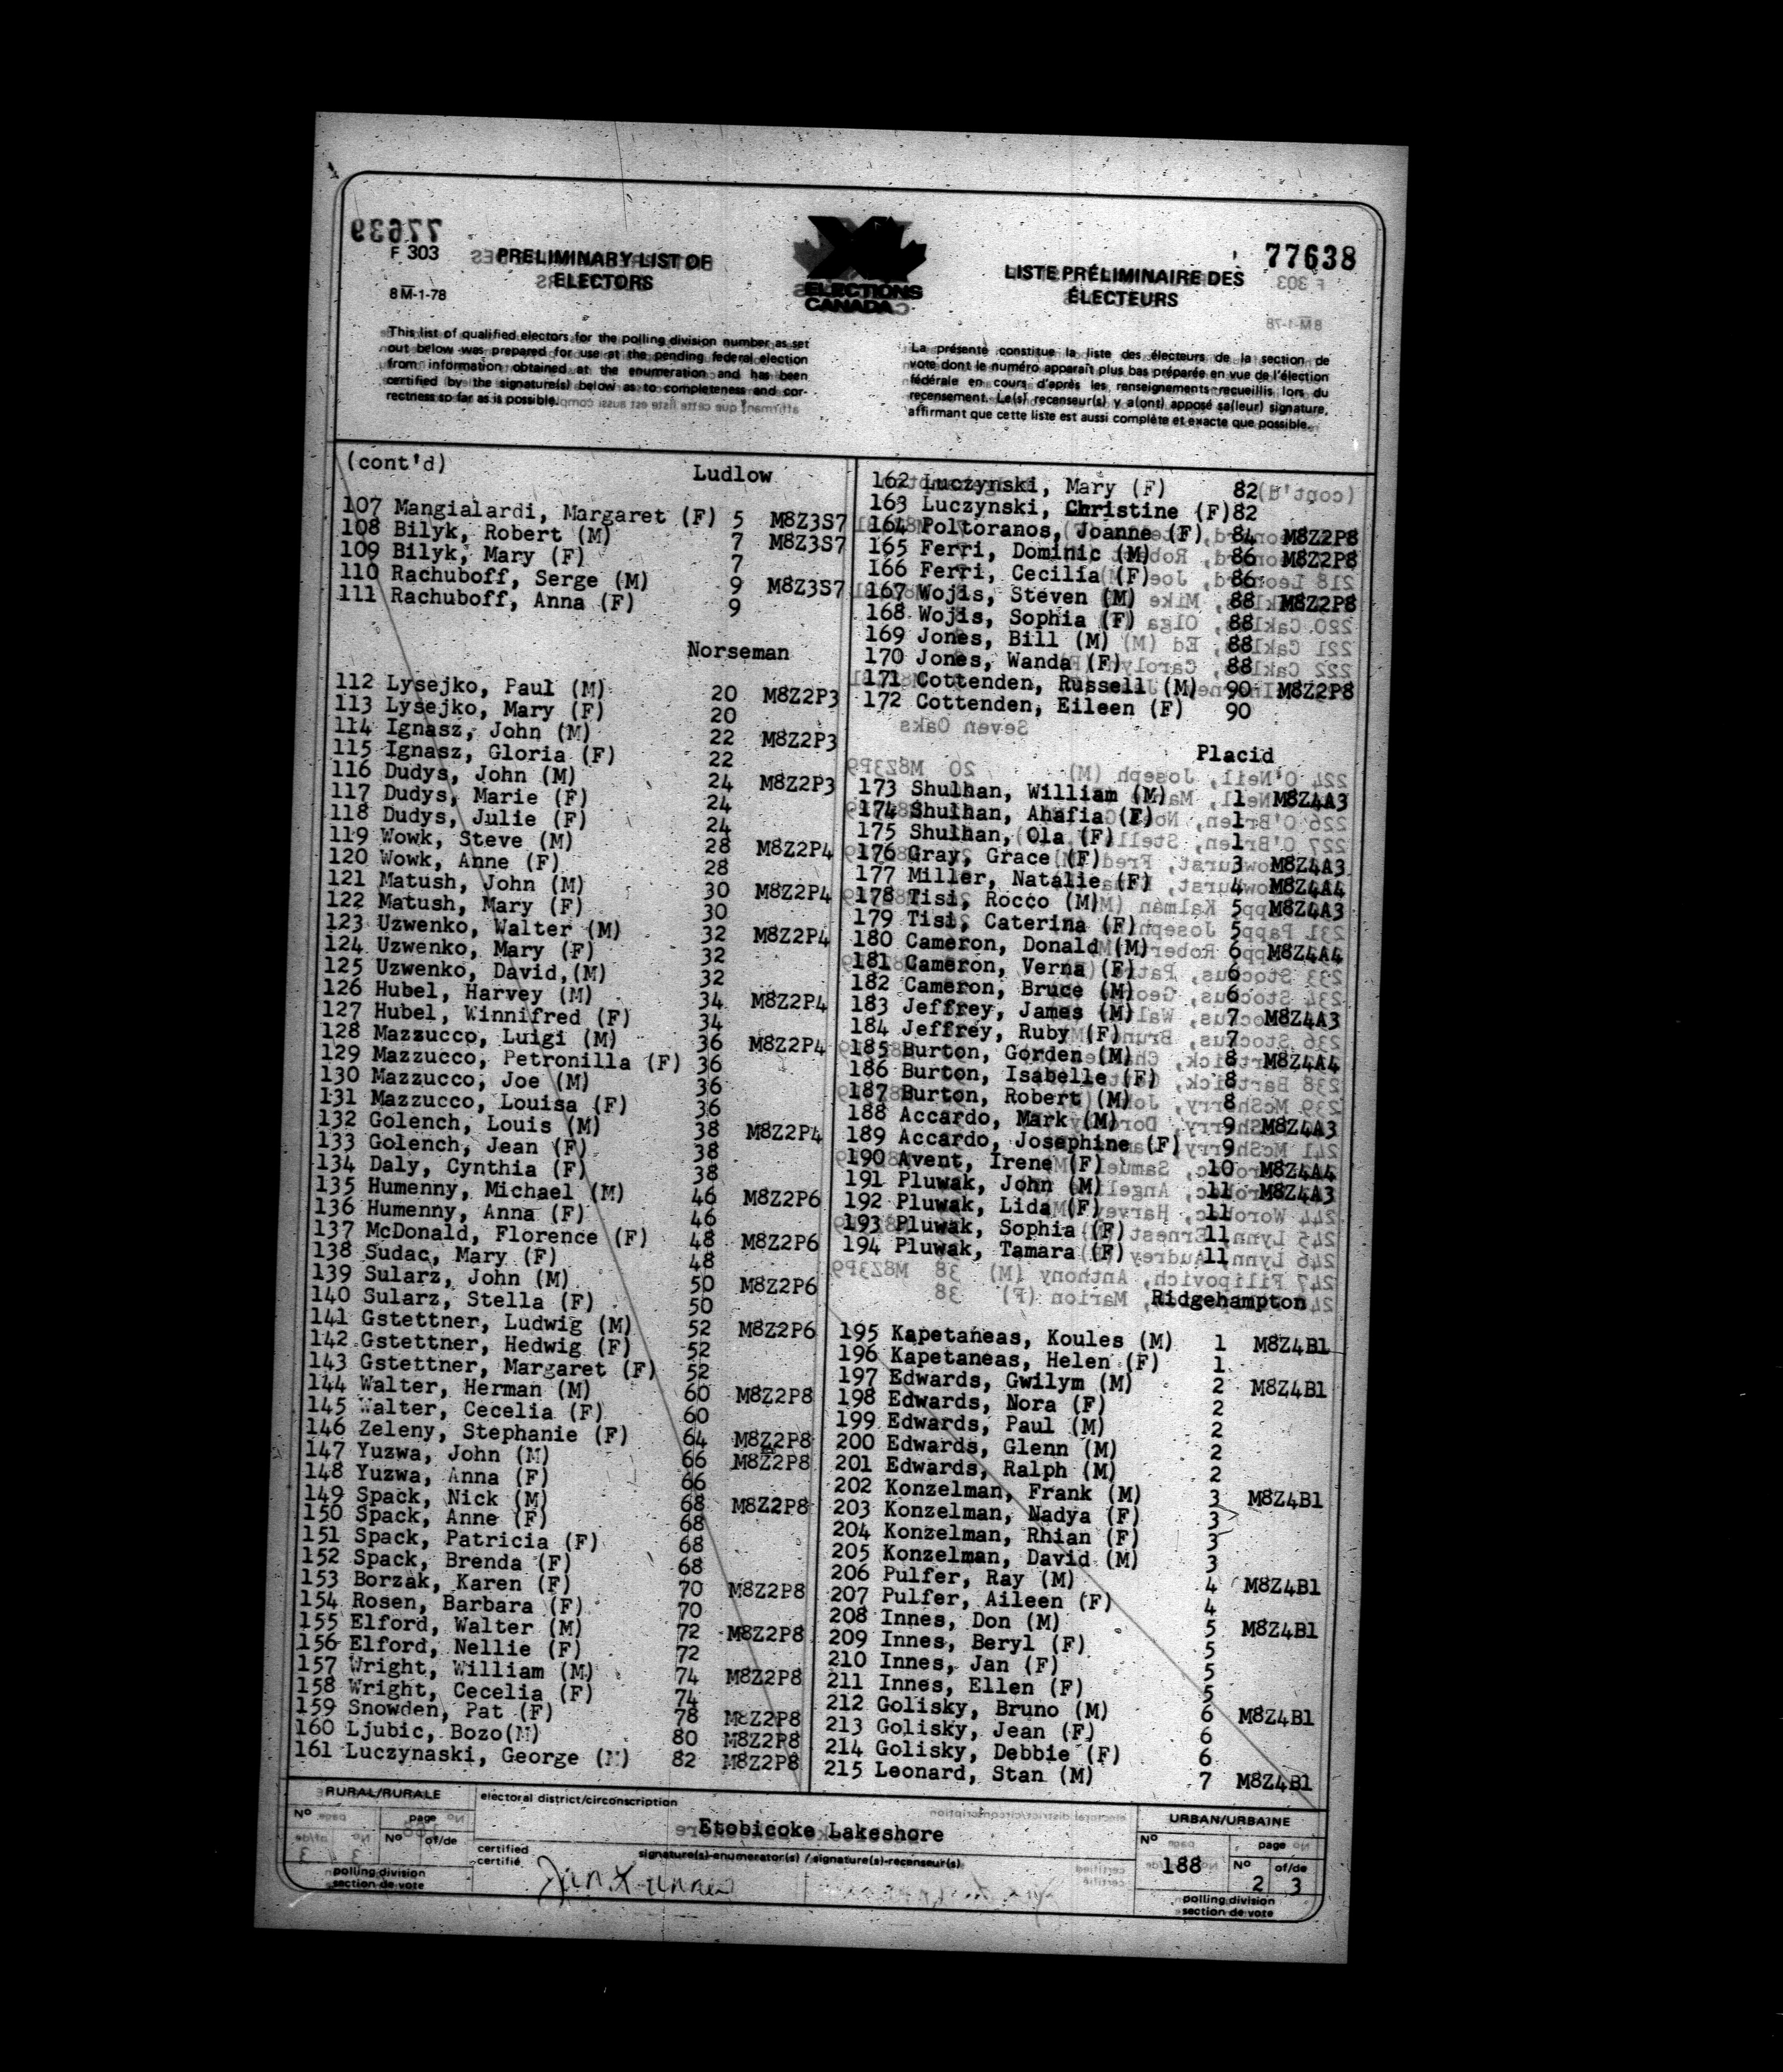 77638
F 303
PRELIMINARY LIST OF
ELECTORS
8M-1-78
ELECTIONS
CANADA
LISTE PRÉLIMINAIRE DES
ÉLECTEURS
This list of qualified electors for the polling division number as set
out below was prepared for use at the pending federal election
from information obtained at the enumeration and has been
certified by the signature(s) below as to completeness and cor-
rectness so far as is possible.
La présente constitue la liste des électeurs de la section de
vote dont le numéro apparaît plus bas préparée en vue de l'élection
fédérale en cours d'après les renseignements recueillis lors du
recensement. Le(s) recenseur(s) y a(ont) apposé sa(leur) signature,
affirmant que cette liste est aussi complète et exacte que possible.
(cont'd) Ludlow
107 Mangialardi, Margaret (F) 5 M8Z3S7
108 Bilyk, Robert (M) 7 M8Z3S7
109 Bilyk, Mary (F) 7
110 Rachuboff, Serge (M) 9 M8Z3S7
111 Rachuboff, Anna (F) 9
Norseman
112 Lysejko, Paul (M) 20 M8Z2P3
113 Lysejko, Mary (F) 20
114 Ignasz, John (M) 22 M8Z2P3
115 Ignasz, Gloria (F) 22
116 Dudys, John (M) 24 M8Z2P3
117 Dudys, Marie (F) 24
118 Dudys, Julie (F) 24
119 Wowk, Steve (M) 28 M8Z2P4
120 Wowk, Anne (F) 28
121 Matush, John (M) 30 M8Z2P4
122 Matush, Mary (F) 30
123 Uzwenko, Walter (M) 32 M8Z2P4
124 Uzwenko, Mary (F) 32
125 Uzwenko, David,(M) 32
126 Hubel, Harvey (M) 34 M8Z2P4
127 Hubel, Winnifred (F) 34
128 Mazzucco, Luigi (M) 36 M8Z2P4
129 Mazzucco, Petronilla (F) 36
130 Mazzucco, Joe (M) 36
131 Mazzucco, Louisa (F) 36
132 Golench, Louis (M) 38 M8Z2P4
133 Golench, Jean (F) 38
134 Daly, Cynthia (F) 38
135 Humenny, Michael (M) 46 M8Z2P6
136 Humenny, Anna (F) 46
137 McDonald, Florence (F) 48 M8Z2P6
138 Sudac, Mary (F) 48
139 Sularz, John (M) 50 M8Z2P6
140 Sularz, Stella (F) 50
141 Gstettner, Ludwig (M) 52 M8Z2P6
142 Gstettner, Hedwig (F) 52
143 Gstettner, Margaret (F) 52
144 Walter, Herman (M) 60 M8Z2P8
145 Walter, Cecelia (F) 60
146 Zeleny, Stephanie (F) 64 M8Z2P8
147 Yuzwa, John (M) 66 M8Z2P8
148 Yuzwa, Anna (F) 66
149 Spack, Nick (M) 68 M8Z2P8
150 Spack, Anne (F) 68
151 Spack, Patricia (F) 68
152 Spack, Brenda (F) 68
153 Borzak, Karen (F) 70 M8Z2P8
154 Rosen, Barbara (F) 70
155 Elford, Walter (M) 72 M8Z2P8
156 Elford, Nellie (F) 72
157 Wright, William (M) 74 M8Z2P8
158 Wright, Cecelia (F) 74
159 Snowden, Pat (F) 78 M8Z2P8
160 Ljubic, Bozo(M) 80 M8Z2P8
161 Luczynaski, George (M) 82 M8Z2P8
162 Luczynski, Mary (F) 82
163 Luczynski, Christine (F)82
164 Poltoranos, Joanne (F) 84 M8Z2P8
165 Ferri, Dominic (M) 86 M8Z2P8
166 Ferri, Cecilia (F) 86
167 Wojis, Steven (M) 88 M8Z2P8
168 Wojis, Sophia (F) 88
169 Jones, Bill (M) 88
170 Jones, Wanda (F) 88
171 Cottenden, Russell (M) 90 M8Z2P8
172 Cottenden, Eileen (F) 90
Placid
173 Shulhan, William (M) 1 M8Z4A3
174 Shulhan, Ahafia (F) 1
175 Shulhan, Ola (F) 1
176 Gray, Grace (F) 3 M8Z4A3
177 Miller, Natalie (F) 4 M8Z4A4
178 Tisi, Rocco (M) 5 M8Z4A3
179 Tisi, Caterina (F) 5
180 Cameron, Donald (M) 6 M8Z4A4
181 Cameron, Verna (F) 6
182 Cameron, Bruce (M) 6
183 Jeffrey, James (M) 7 M8Z4A3
184 Jeffrey, Ruby (F) 7
185 Burton, Gorden (M) 8 M8Z4A4
186 Burton, Isabelle (F) 8
187 Burton, Robert (M) 8
188 Accardo, Mark (M) 9 M8Z4A3
189 Accardo, Josephine (F) 9
190 Avent, Irene (F) 10 M8Z4A4
191 Pluwak, John (M) 11 M8Z4A3
192 Pluwak, Lida (F) 11
193 Pluwak, Sophia (F) 11
194 Pluwak, Tamara (F) 11
Ridgehampton
195 Kapetaneas, Koules (M) 1 M8Z4B1
196 Kapetaneas, Helen (F) 1
197 Edwards, Gwilym (M) 2 M8Z4B1
198 Edwards, Nora (F) 2
199 Edwards, Paul (M) 2
200 Edwards, Glenn (M) 2
201 Edwards, Ralph (M) 2
202 Konzelman, Frank (M) 3 M8Z4B1
203 Konzelman, Nadya (F) 3
204 Konzelman, Rhian (F) 3
205 Konzelman, David (M) 3
206 Pulfer, Ray (M) 4 M8Z4B1
207 Pulfer, Aileen (F) 4
208 Innes, Don (M) 5 M8Z4B1
209 Innes, Beryl (F) 5
210 Innes, Jan (F) 5
211 Innes, Ellen (F) 5
212 Golisky, Bruno (M) 6 M8Z4B1
213 Golisky, Jean (F) 6
214 Golisky, Debbie (F) 6
215 Leonard, Stan (M) 7 M8Z4B1
RURAL/RURALE
No page
No of/de
polling division
section de vote
electoral district/circonscription
Etobicoke Lakeshore
certified
certifié
signature(s)-enumerator(s) / signature(s)-recenseur(s)
URBAN/URBAINE
No page
188 No of/de
2 3
polling division
section de vote